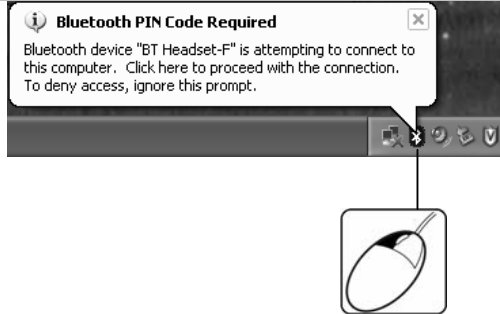 Bluetooth PIN Code Required
Bluetooth device "BT Headset-F" is attempting to connect to
this computer. Click here to proceed with the connection.
To deny access, ignore this prompt.